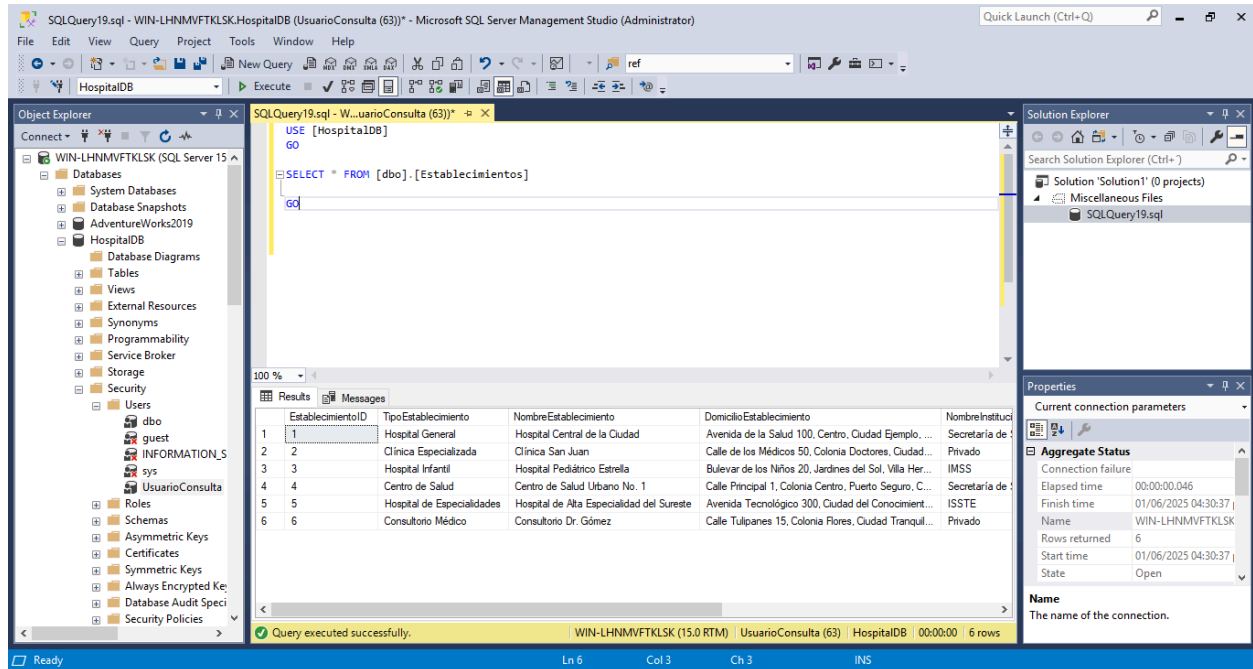 SQLQuery19.sql - WIN-LHNMVFTKLSK.HospitalDB (UsuarioConsulta (63))* - Microsoft SQL Server Management Studio (Administrator)
Quick Launch (Ctrl+Q)
File Edit View Query Project Tools Window Help
New Query MDX DMX XMLA DAX ref
HospitalDB Execute
Object Explorer
Connect
WIN-LHNMVFTKLSK (SQL Server 15
Databases
System Databases
Database Snapshots
AdventureWorks2019
HospitalDB
Database Diagrams
Tables
Views
External Resources
Synonyms
Programmability
Service Broker
Storage
Security
Users
dbo
guest
INFORMATION_S
sys
UsuarioConsulta
Roles
Schemas
Asymmetric Keys
Certificates
Symmetric Keys
Always Encrypted Key
Database Audit Speci
Security Policies
SQLQuery19.sql - W...uarioConsulta (63))*
USE [HospitalDB]
GO
SELECT * FROM [dbo].[Establecimientos]
GO
100 %
Results Messages
EstablecimientoID TipoEstablecimiento NombreEstablecimiento DomicilioEstablecimiento NombreInstituci
1 1 Hospital General Hospital Central de la Ciudad Avenida de la Salud 100, Centro, Ciudad Ejemplo, ... Secretaría de S
2 2 Clínica Especializada Clínica San Juan Calle de los Médicos 50, Colonia Doctores, Ciudad... Privado
3 3 Hospital Infantil Hospital Pediátrico Estrella Bulevar de los Niños 20, Jardines del Sol, Villa Her... IMSS
4 4 Centro de Salud Centro de Salud Urbano No. 1 Calle Principal 1, Colonia Centro, Puerto Seguro, C... Secretaría de S
5 5 Hospital de Especialidades Hospital de Alta Especialidad del Sureste Avenida Tecnológico 300, Ciudad del Conocimient... ISSSTE
6 6 Consultorio Médico Consultorio Dr. Gómez Calle Tulipanes 15, Colonia Flores, Ciudad Tranquil... Privado
Query executed successfully. WIN-LHNMVFTKLSK (15.0 RTM) UsuarioConsulta (63) HospitalDB 00:00:00 6 rows
Solution Explorer
Search Solution Explorer (Ctrl+ )
Solution 'Solution1' (0 projects)
Miscellaneous Files
SQLQuery19.sql
Properties
Current connection parameters
Aggregate Status
Connection failure
Elapsed time 00:00:00.046
Finish time 01/06/2025 04:30:37
Name WIN-LHNMVFTKLSK
Rows returned 6
Start time 01/06/2025 04:30:37
State Open
Name
The name of the connection.
Ready Ln 6 Col 3 Ch 3 INS